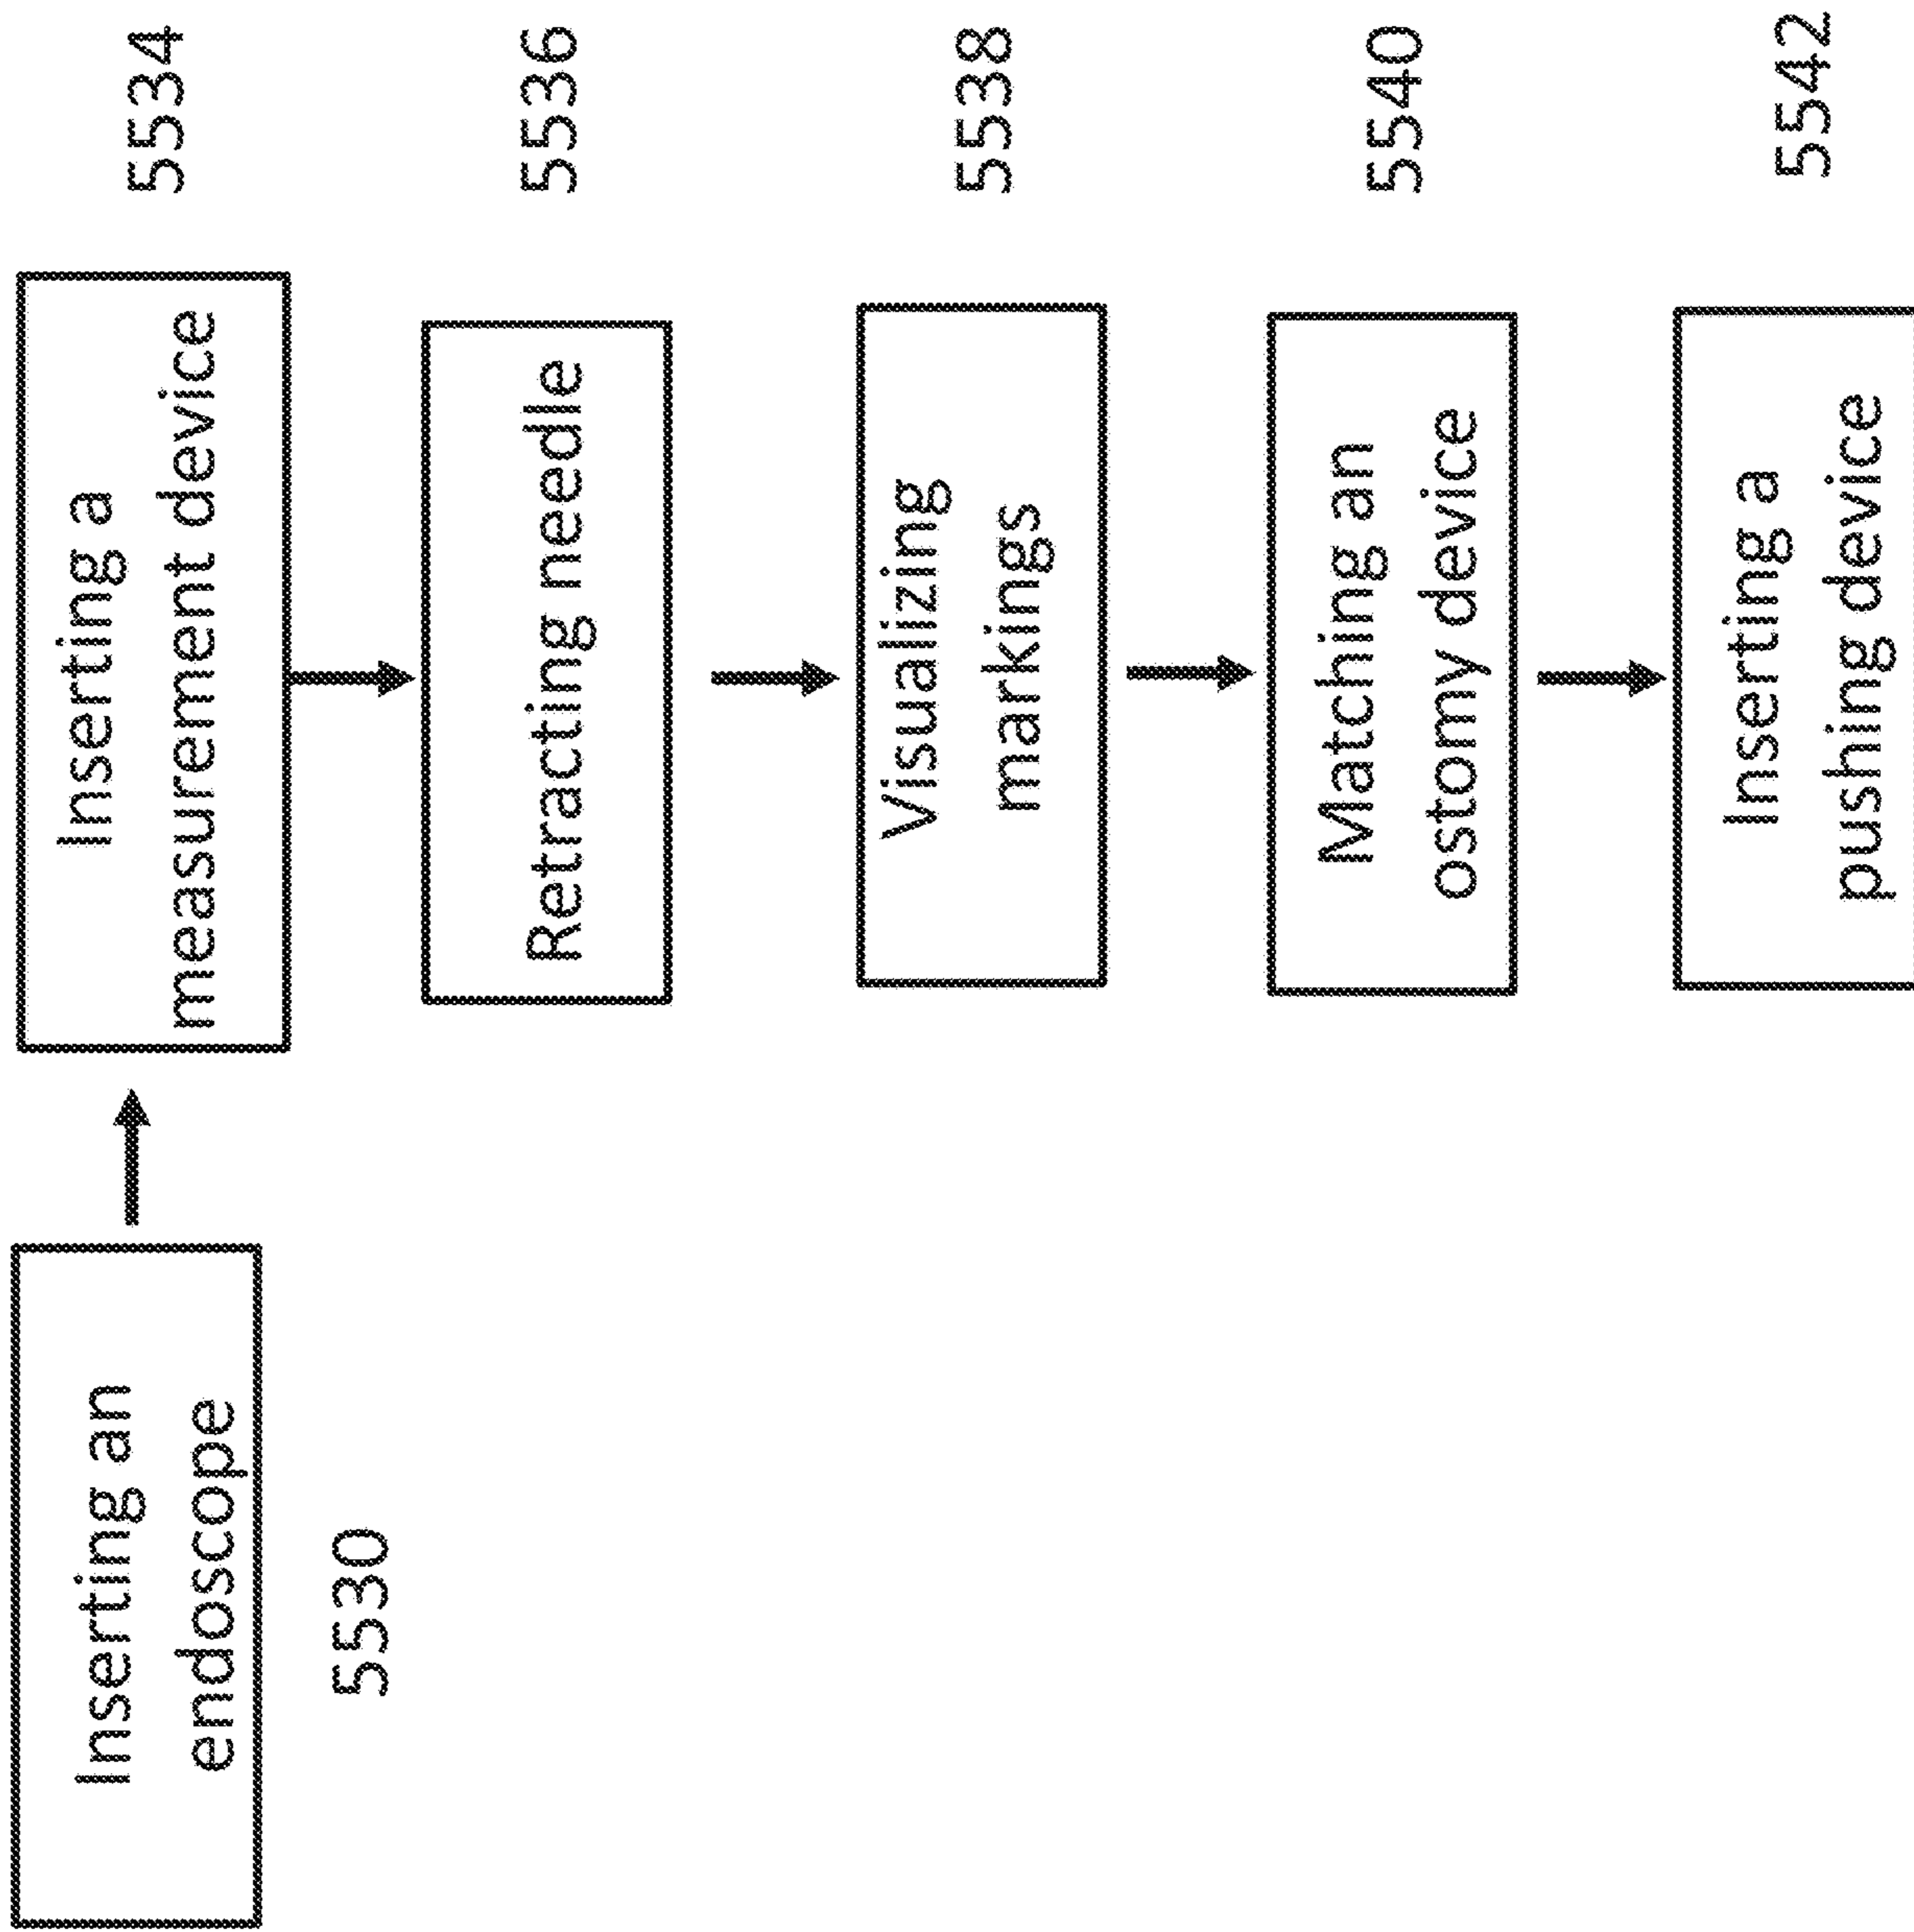 Inserting an
endoscope
5530
Inserting a
measurement device
5534
Retracting needle
5536
Visualizing
markings
5538
Matching an
ostomy device
5540
Inserting a
pushing device
5542